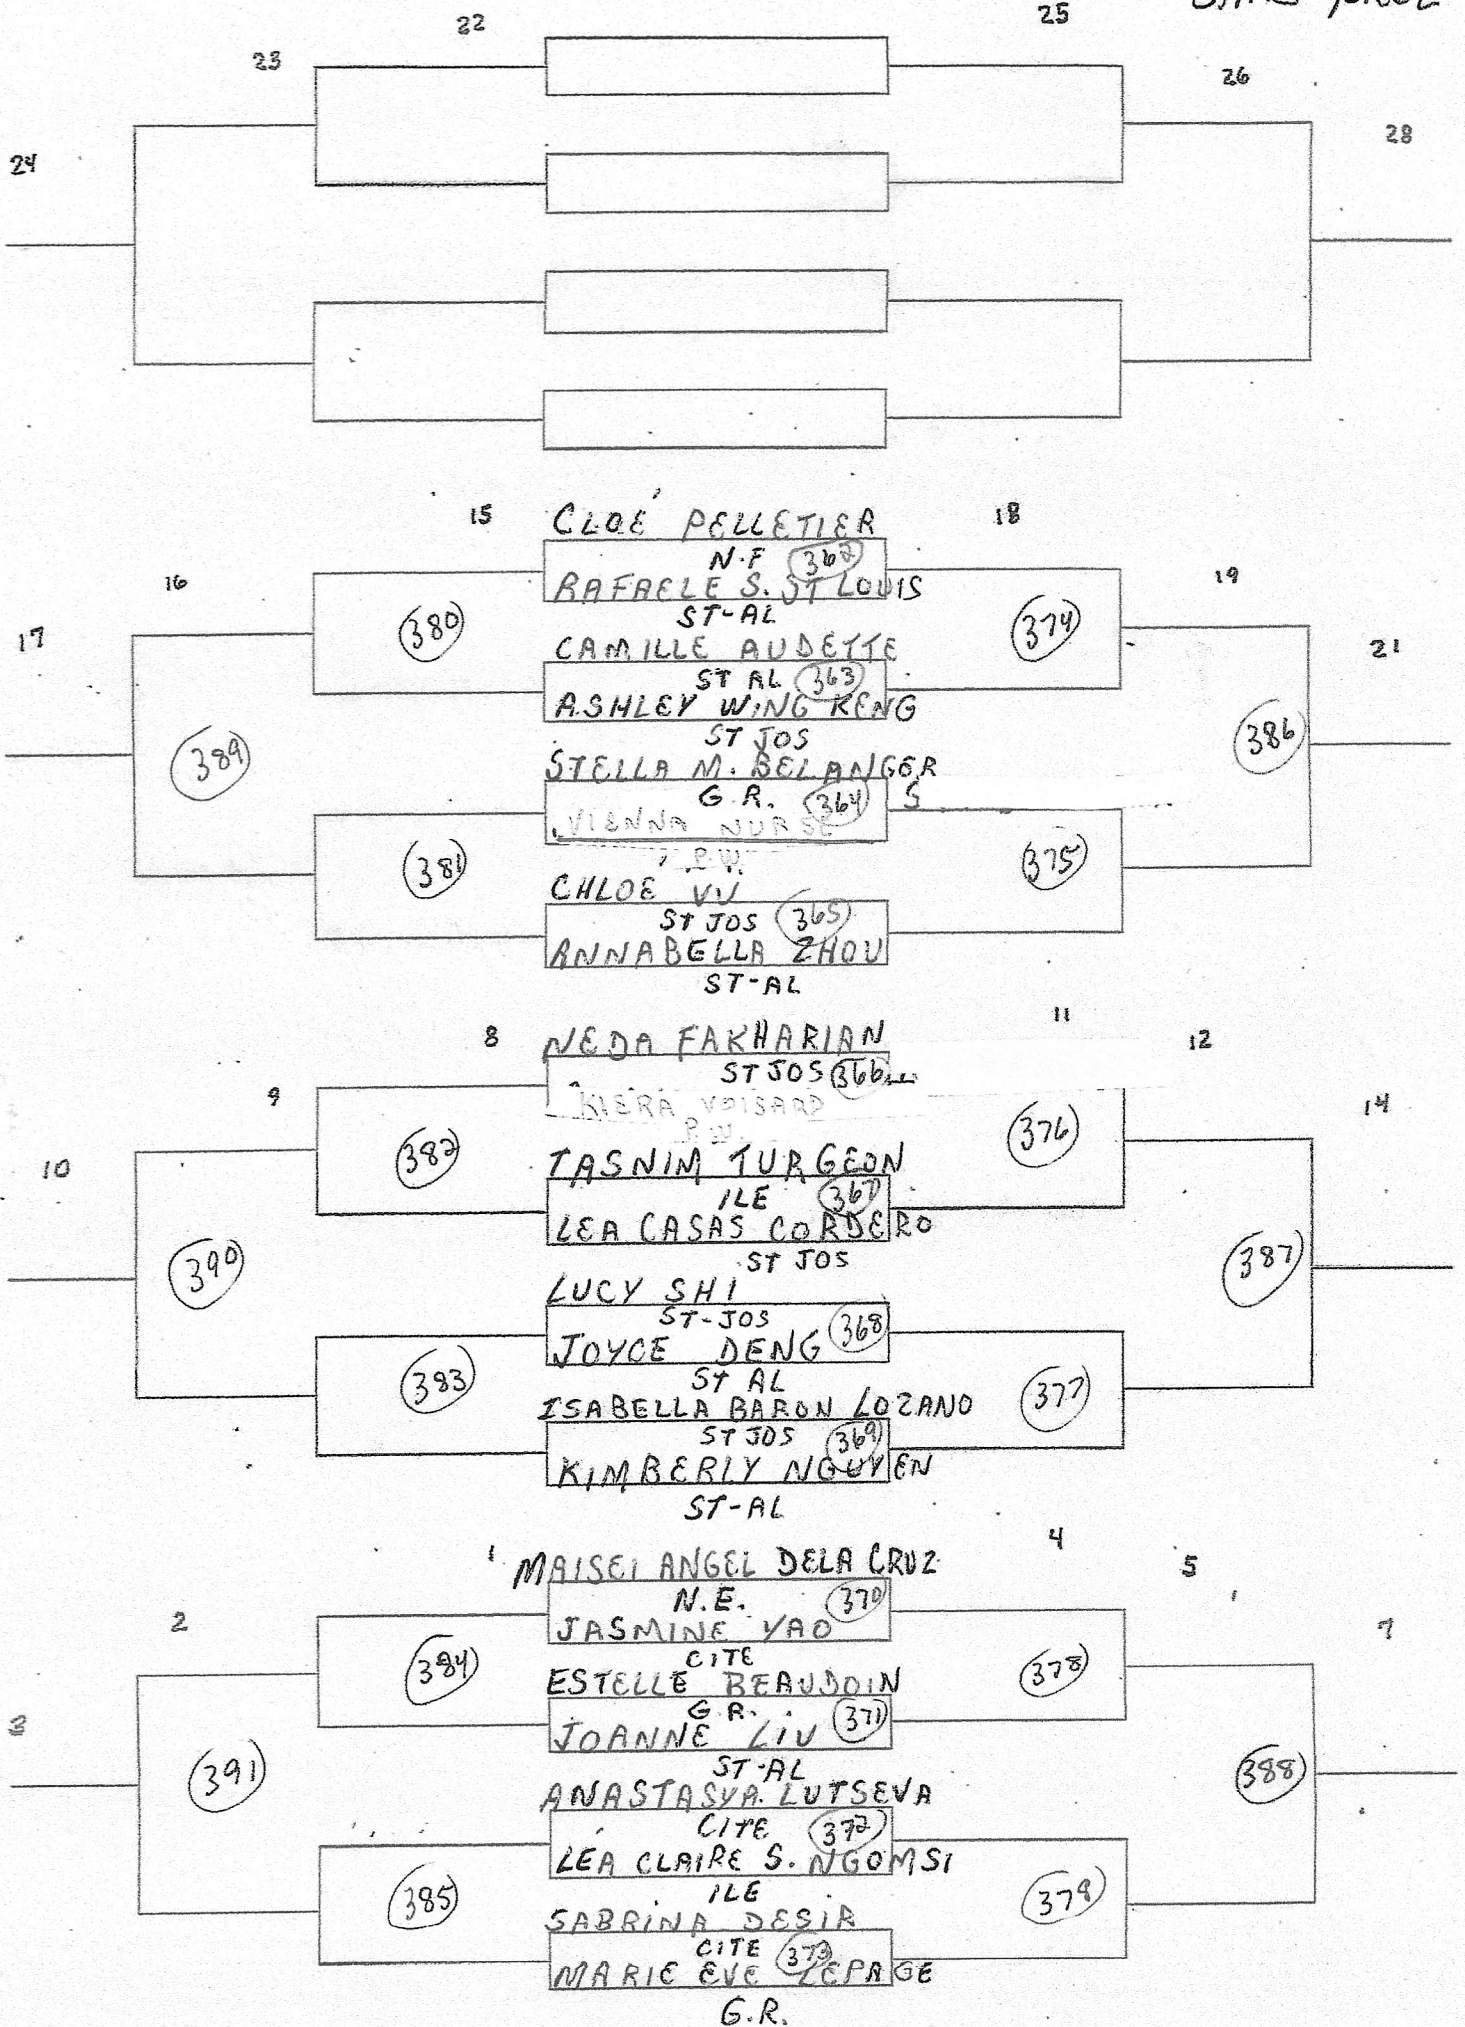 22
25
23
26
24
28
15
CLOÉ PELLETIER
18
N.F 362
16
RAFAELE S. ST LOUIS
19
ST-AL
380
374
17
CAMILLE AUDETTE
21
ST AL 363
ASHLEY WING KENG
ST JOS
389
386
STELLA M. BELANGER
G.R. 364 S
VIENNA NURSE
P.W.
381
375
CHLOÉ VU
ST JOS 365
ANNABELLA ZHOU
ST-AL
11
8
NEDA FAKHARIAN
12
ST JOS 366
9
KIERA VOISARD
14
P.W.
382
376
10
TASNIM TURGEON
ILE 367
LEA CASAS CORDERO
ST JOS
390
387
LUCY SHI
ST-JOS
368
JOYCE DENG
ST AL
383
377
ISABELLA BARON LOZANO
ST JOS 369
KIMBERLY NGUYEN
ST-AL
4
1
MAISEI ANGEL DELA CRUZ
5
N.E. 370
2
JASMINE YAO
7
CITE
384
378
ESTELLE BEAUDOIN
G.R. 371
3
JOANNE LIU
ST-AL
391
388
ANASTASYA LUTSEVA
CITE 372
LÉA CLAIRE S. NGOMSI
ILE
385
379
SABRINA DESIR
CITE 373
MARIE EVE LEPAGE
G.R.